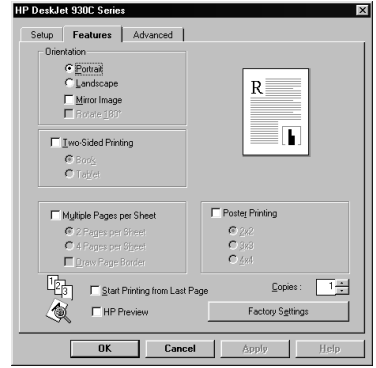 HP DeskJet 930C Series
Setup Features Advanced
Orientation
Portrait
Landscape
Mirror Image
Rotate 180°
R
Two-Sided Printing
Book
Tablet
Multiple Pages per Sheet
2 Pages per Sheet
4 Pages per Sheet
Draw Page Border
Poster Printing
2x2
3x3
4x4
1 2 3
Start Printing from Last Page
Copies : 1
HP Preview
Factory Settings
OK Cancel Apply Help